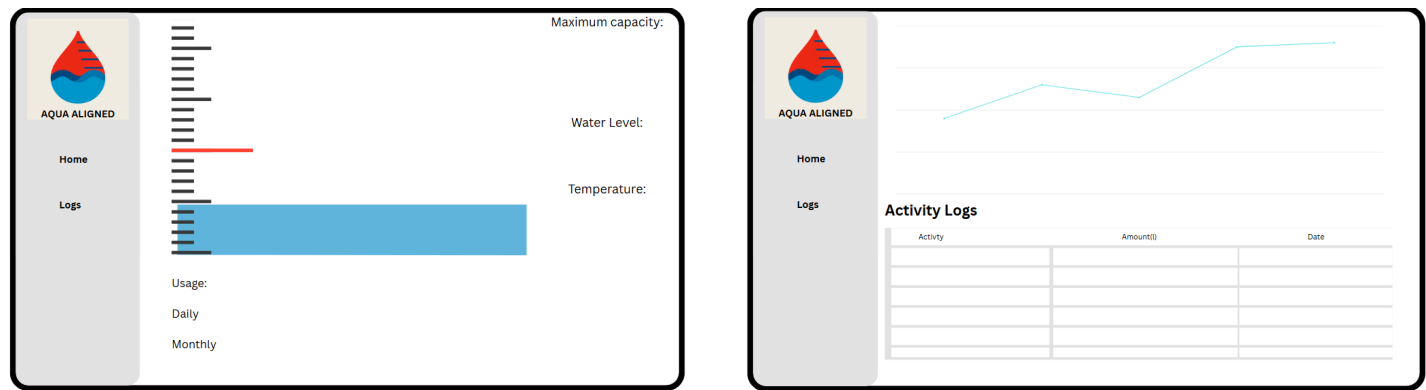 AQUA ALIGNED
Home
Logs
Maximum capacity:
Water Level:
Temperature:
Usage:
Daily
Monthly
AQUA ALIGNED
Home
Logs
Activity Logs
Activty Amount(l) Date